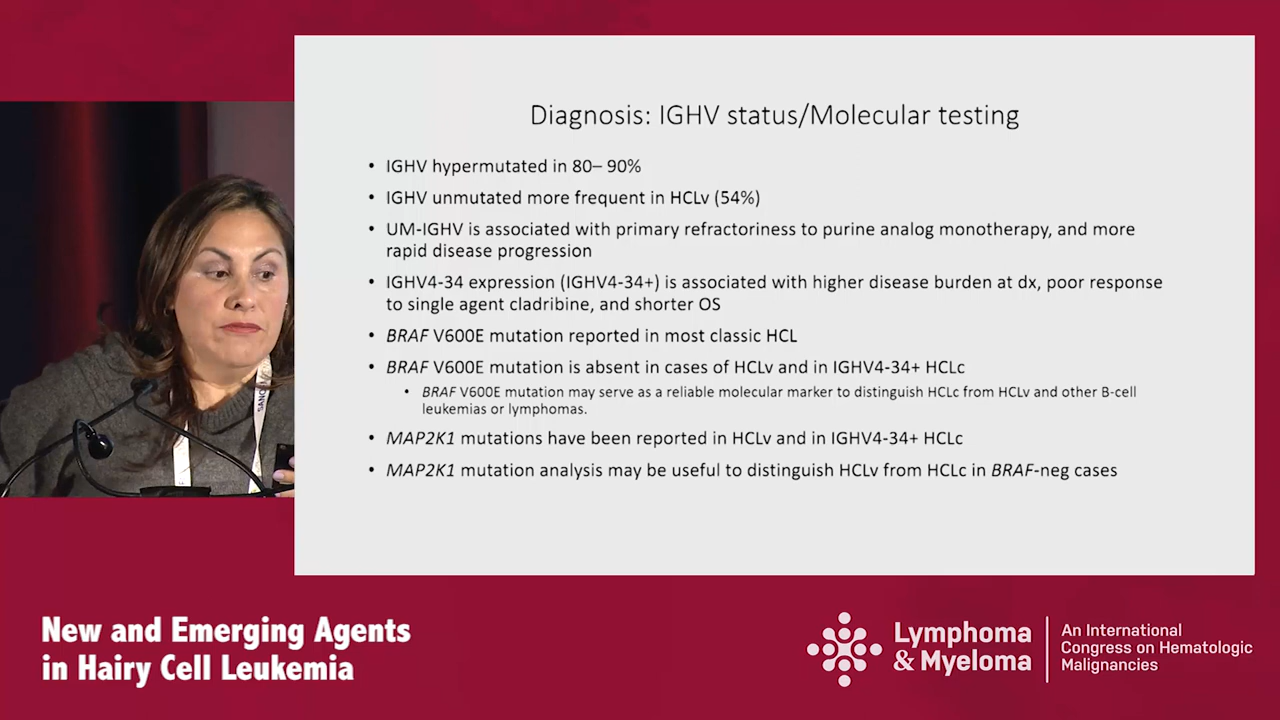 Diagnosis: IGHV status/Molecular testing
• IGHV hypermutated in 80– 90%
• IGHV unmutated more frequent in HCLv (54%)
• UM-IGHV is associated with primary refractoriness to purine analog monotherapy, and more
rapid disease progression
• IGHV4-34 expression (IGHV4-34+) is associated with higher disease burden at dx, poor response
to single agent cladribine, and shorter OS
• BRAF V600E mutation reported in most classic HCL
• BRAF V600E mutation is absent in cases of HCLv and in IGHV4-34+ HCLc
• BRAF V600E mutation may serve as a reliable molecular marker to distinguish HCLc from HCLv and other B-cell
leukemias or lymphomas.
• MAP2K1 mutations have been reported in HCLv and in IGHV4-34+ HCLc
• MAP2K1 mutation analysis may be useful to distinguish HCLv from HCLc in BRAF-neg cases
New and Emerging Agents
in Hairy Cell Leukemia
Lymphoma
& Myeloma
An International
Congress on Hematologic
Malignancies